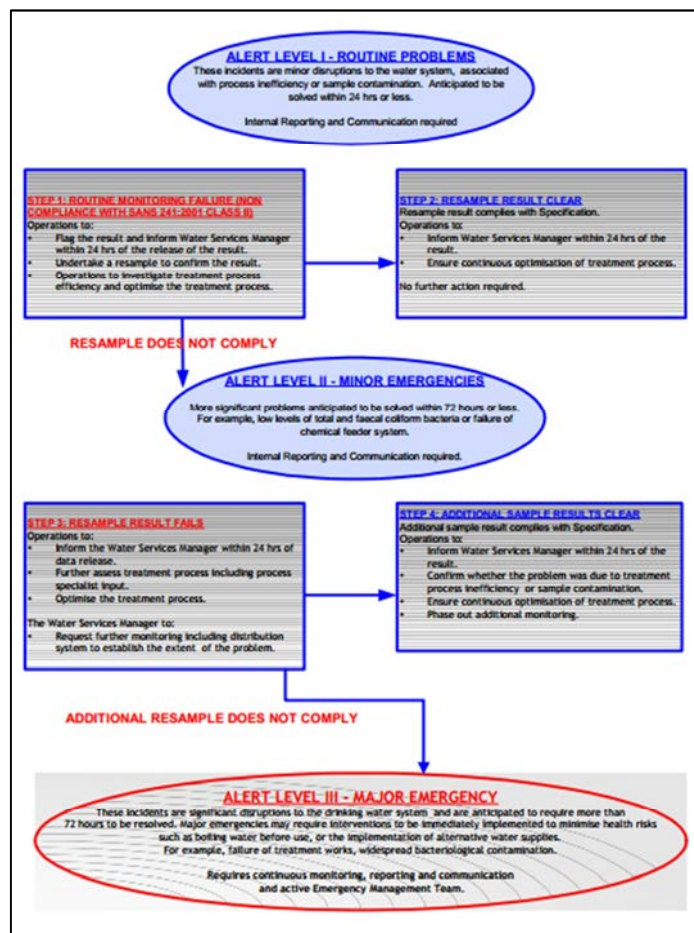 ALERT LEVEL I - ROUTINE PROBLEMS
These incidents are minor disruptions to the water system, associated
with process inefficiency or sample contamination. Anticipated to be
solved within 24 hrs or less.
Internal Reporting and Communication required
STEP 1: ROUTINE MONITORING FAILURE (NON
COMPLIANCE WITH SANS 241:2001 CLASS II)
Operations to:
• Flag the result and inform Water Services Manager
within 24 hrs of the release of the result.
• Undertake a resample to confirm the result.
• Operations to investigate treatment process
efficiency and optimise the treatment process.
STEP 2: RESAMPLE RESULT CLEAR
Resample result complies with Specification.
Operations to:
• Inform Water Services Manager within 24 hrs of the
result.
• Ensure continuous optimisation of treatment process.
No further action required.
RESAMPLE DOES NOT COMPLY
ALERT LEVEL II - MINOR EMERGENCIES
More significant problems anticipated to be solved within 72 hours or less.
For example, low levels of total and faecal coliform bacteria or failure of
chemical feeder system.
Internal Reporting and Communication required.
STEP 3: RESAMPLE RESULT FAILS
Operations to:
• Inform the Water Services Manager within 24 hrs of
data release.
• Further assess treatment process including process
specialist input.
• Optimise the treatment process.
The Water Services Manager to:
• Request further monitoring including distribution
system to establish the extent of the problem.
STEP 4: ADDITIONAL SAMPLE RESULTS CLEAR
Additional sample result complies with Specification.
Operations to:
• Inform Water Services Manager within 24 hrs of the
result.
• Confirm whether the problem was due to treatment
process inefficiency or sample contamination.
• Ensure continuous optimisation of treatment process.
• Phase out additional monitoring.
ADDITIONAL RESAMPLE DOES NOT COMPLY
ALERT LEVEL III - MAJOR EMERGENCY
These incidents are significant disruptions to the drinking water system and are anticipated to require more than
72 hours to be resolved. Major emergencies may require interventions to be immediately implemented to minimise health risks
such as boiling water before use, or the implementation of alternative water supplies.
For example, failure of treatment works, widespread bacteriological contamination.
Requires continuous monitoring, reporting and communication
and active Emergency Management Team.